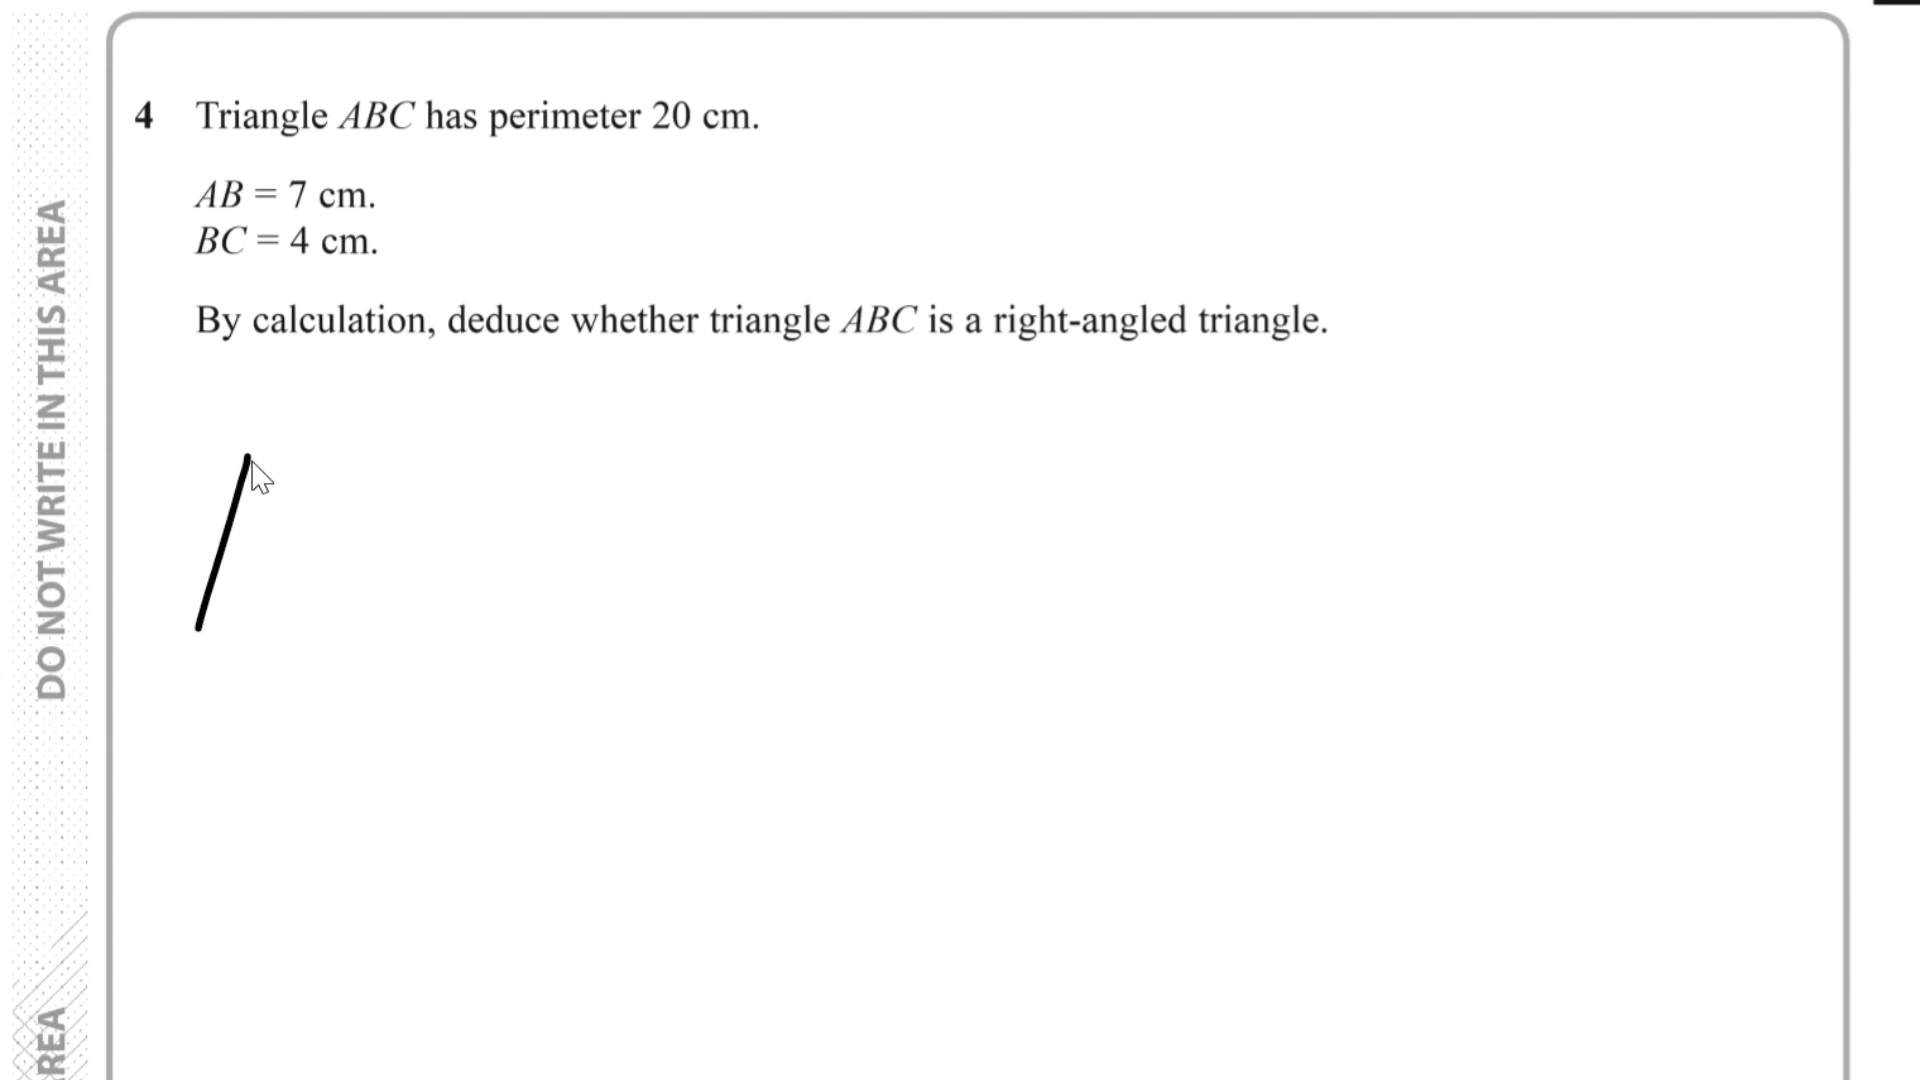 4 Triangle ABC has perimeter 20 cm.
AB = 7 cm.
BC = 4 cm.
By calculation, deduce whether triangle ABC is a right-angled triangle.
DO NOT WRITE IN THIS AREA
REA